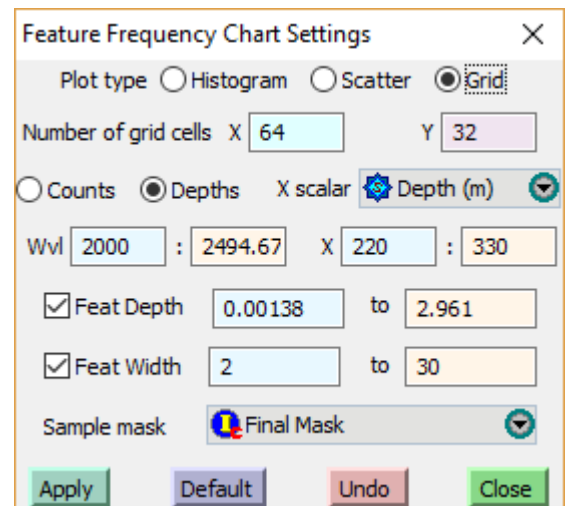 Feature Frequency Chart Settings
Plot type Histogram Scatter Grid
Number of grid cells X 64 Y 32
Counts Depths X scalar Depth (m)
Wvl 2000 : 2494.67 X 220 : 330
Feat Depth 0.00138 to 2.961
Feat Width 2 to 30
Sample mask Final Mask
Apply Default Undo Close